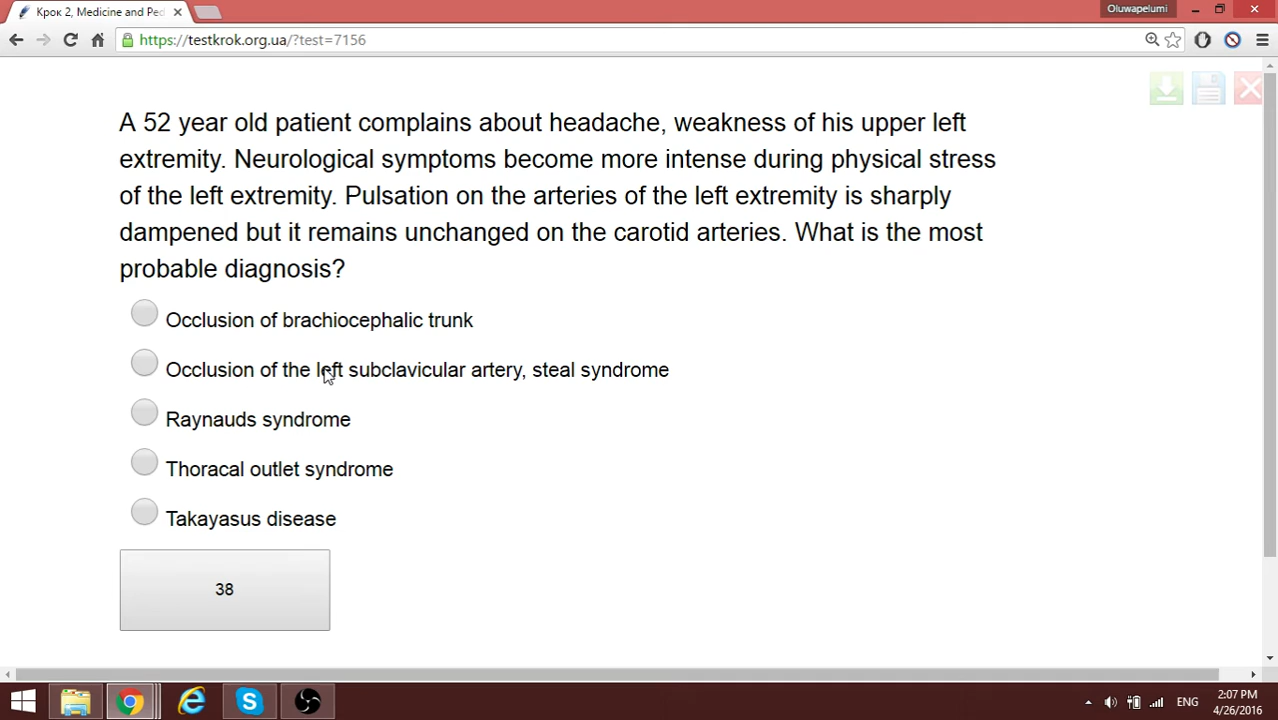 Крок 2, Medicine and Ped
Oluwapelumi
https://testkrok.org.ua/?test=7156
A 52 year old patient complains about headache, weakness of his upper left
extremity. Neurological symptoms become more intense during physical stress
of the left extremity. Pulsation on the arteries of the left extremity is sharply
dampened but it remains unchanged on the carotid arteries. What is the most
probable diagnosis?
Occlusion of brachiocephalic trunk
Occlusion of the left subclavicular artery, steal syndrome
Raynauds syndrome
Thoracal outlet syndrome
Takayasus disease
38
ENG
2:07 PM
4/26/2016